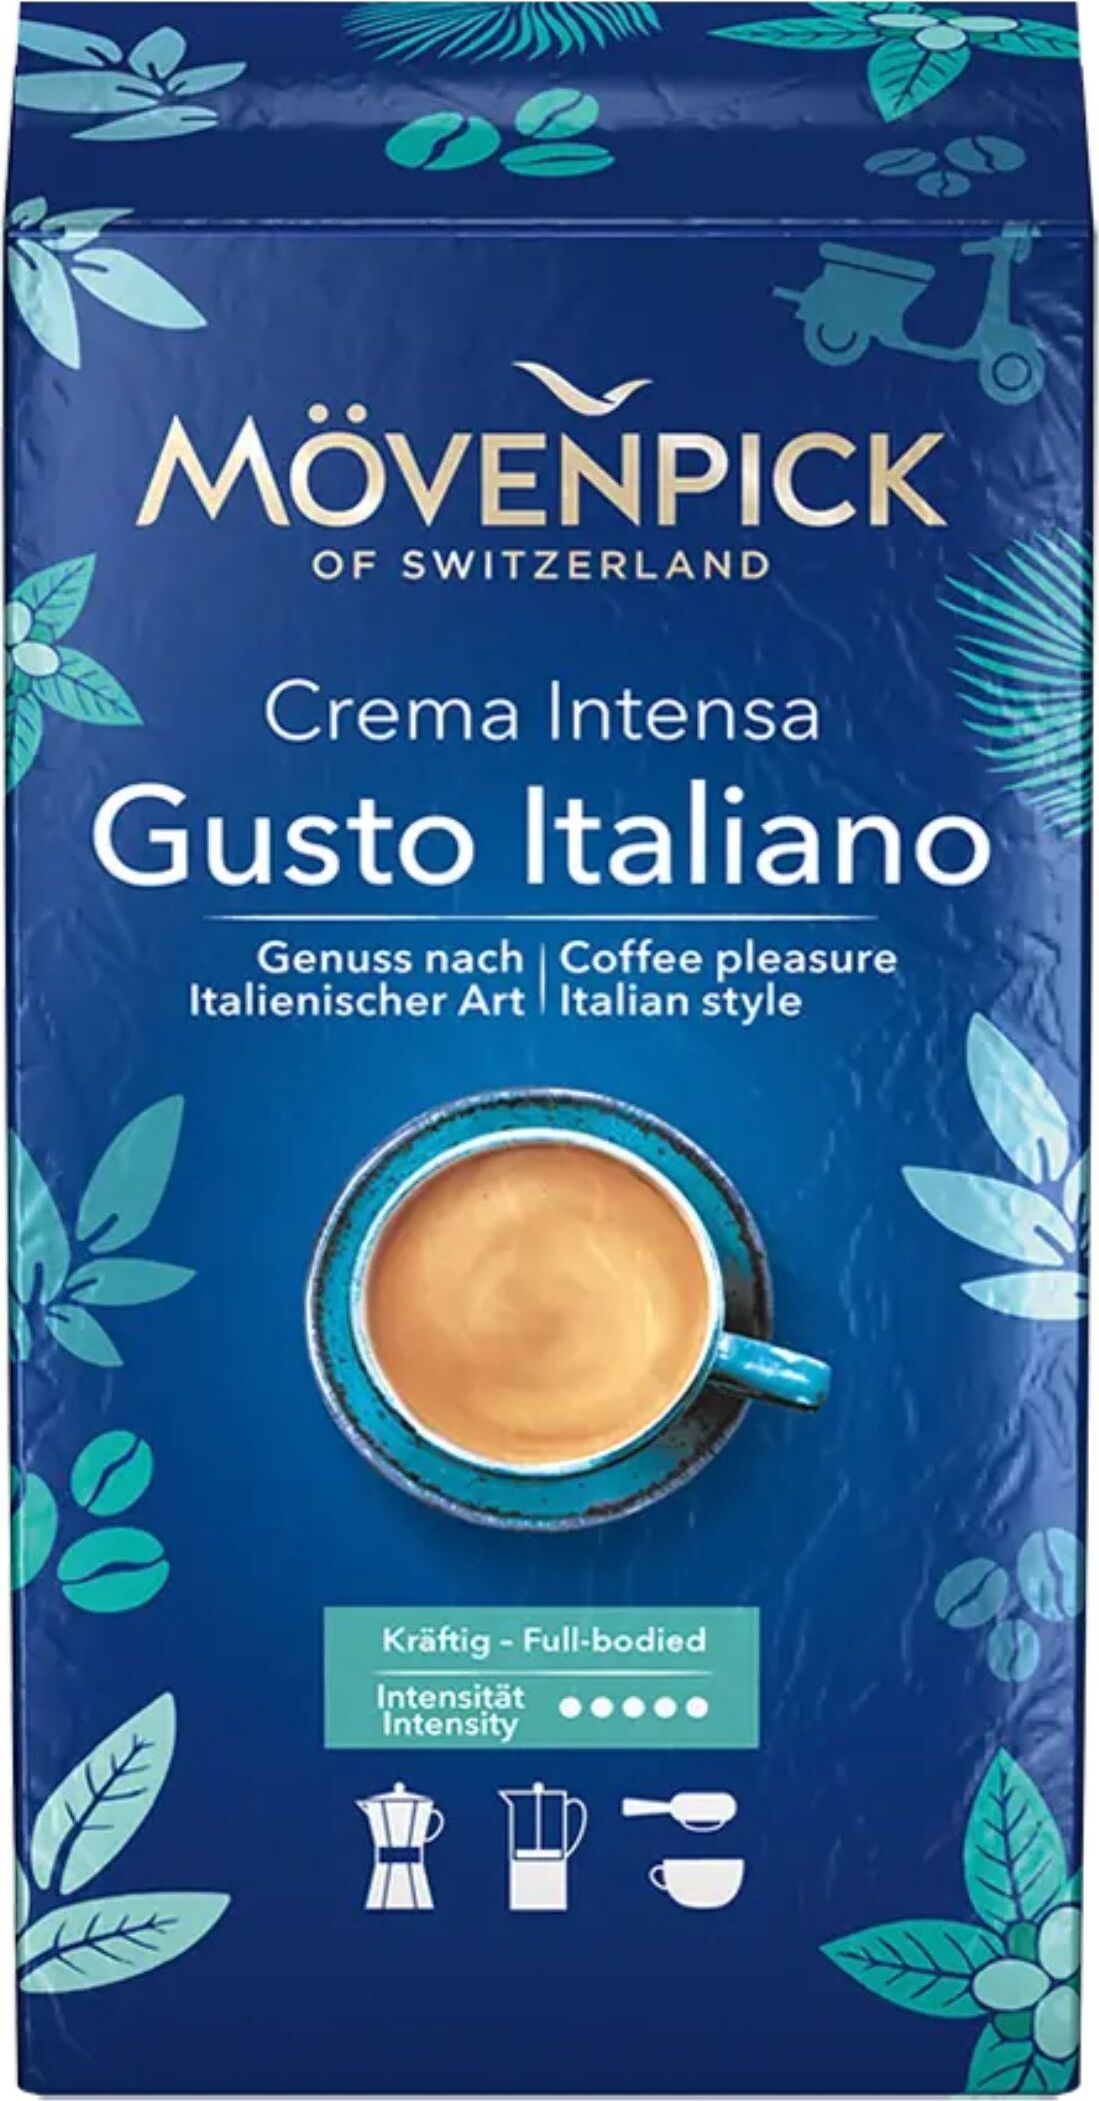 MÖVENPICK
OF SWITZERLAND
Crema Intensa
Gusto Italiano
Genuss nach
Italienischer Art
Coffee pleasure
Italian style
Kräftig - Full-bodied
Intensität
Intensity